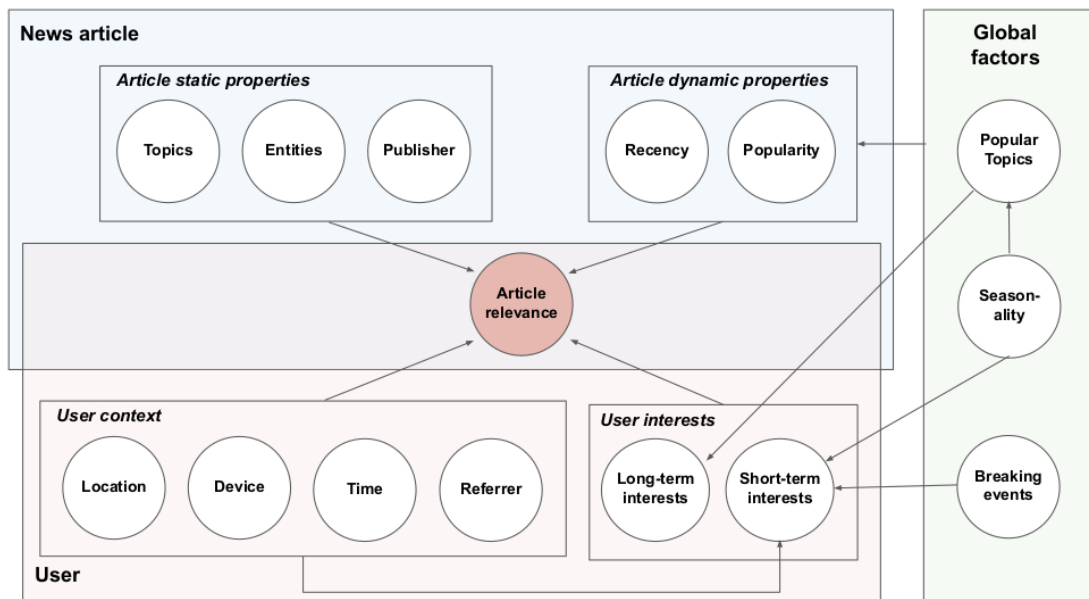 News article
Article static properties
Topics
Entities
Publisher
Article dynamic properties
Recency
Popularity
Global
factors
Popular
Topics
Season-
ality
Breaking
events
Article
relevance
User context
Location
Device
Time
Referrer
User interests
Long-term
interests
Short-term
interests
User